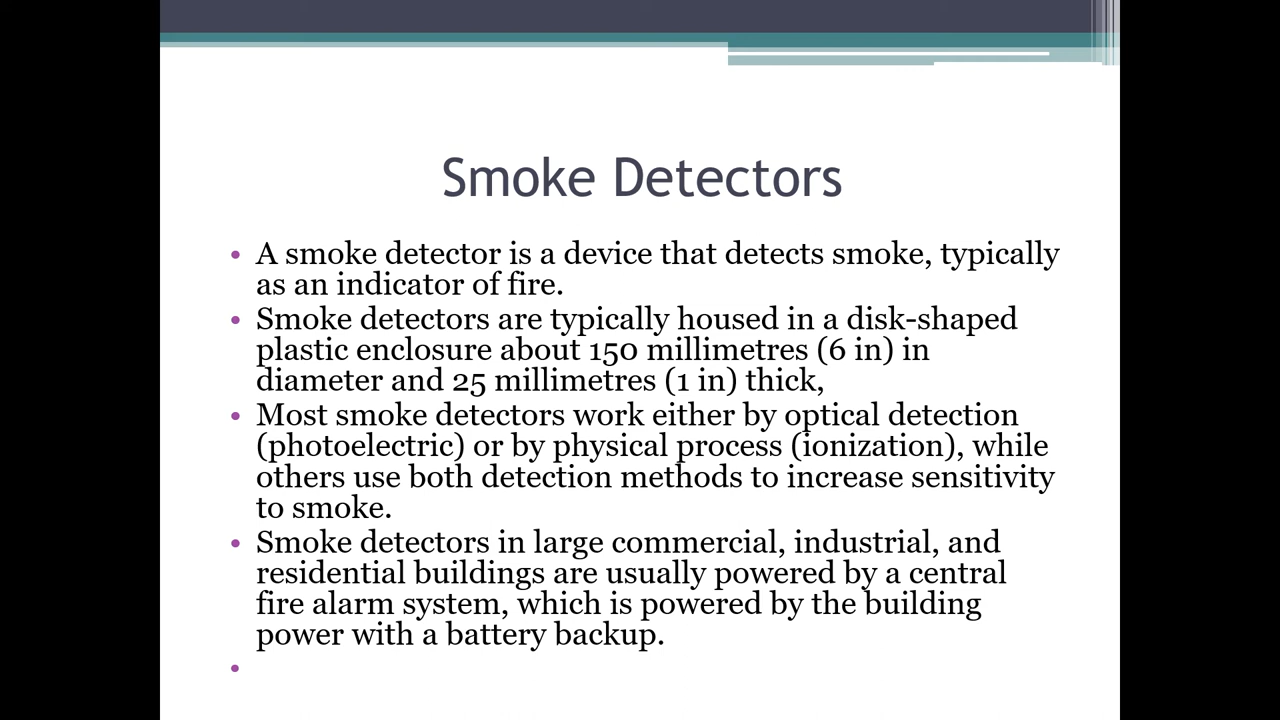 Smoke Detectors
• A smoke detector is a device that detects smoke, typically
as an indicator of fire.
• Smoke detectors are typically housed in a disk-shaped
plastic enclosure about 150 millimetres (6 in) in
diameter and 25 millimetres (1 in) thick,
• Most smoke detectors work either by optical detection
(photoelectric) or by physical process (ionization), while
others use both detection methods to increase sensitivity
to smoke.
• Smoke detectors in large commercial, industrial, and
residential buildings are usually powered by a central
fire alarm system, which is powered by the building
power with a battery backup.
•